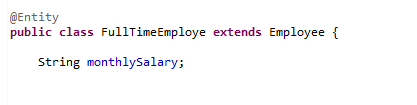 @Entity
public class FullTimeEmploye extends Employee {
String monthlySalary;